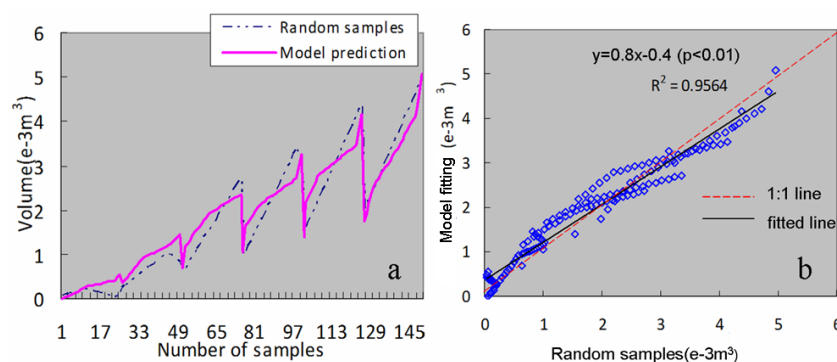 Random samples
Model prediction
Volume(e-3m³)
6
5
4
3
2
1
0
1 17 33 49 65 81 97 113 129 145
Number of samples
a
Model fitting (e-3m³)
6
5
4
3
2
1
0
y=0.8x-0.4 (p<0.01)
R² = 0.9564
1:1 line
fitted line
b
0 1 2 3 4 5 6
Random samples(e-3m³)